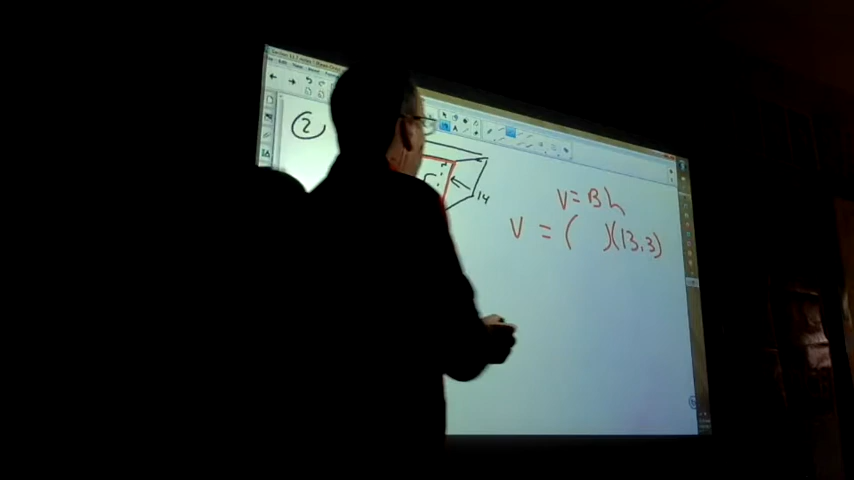 2
14
V = Bh
V = ( )(13.3)